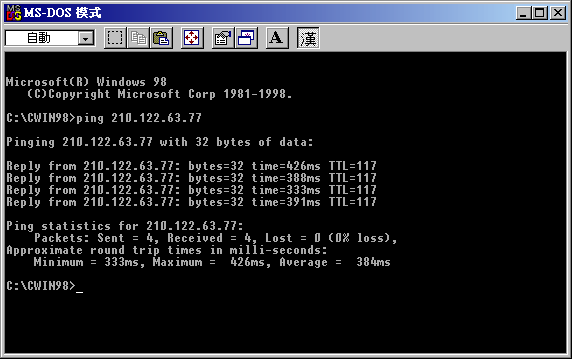 MS-DOS 模式
自動
A
漢
Microsoft(R) Windows 98
(C)Copyright Microsoft Corp 1981-1998.
C:\CWIN98>ping 210.122.63.77
Pinging 210.122.63.77 with 32 bytes of data:
Reply from 210.122.63.77: bytes=32 time=426ms TTL=117
Reply from 210.122.63.77: bytes=32 time=388ms TTL=117
Reply from 210.122.63.77: bytes=32 time=333ms TTL=117
Reply from 210.122.63.77: bytes=32 time=391ms TTL=117
Ping statistics for 210.122.63.77:
Packets: Sent = 4, Received = 4, Lost = 0 (0% loss),
Approximate round trip times in milli-seconds:
Minimum = 333ms, Maximum =  426ms, Average =  384ms
C:\CWIN98>_